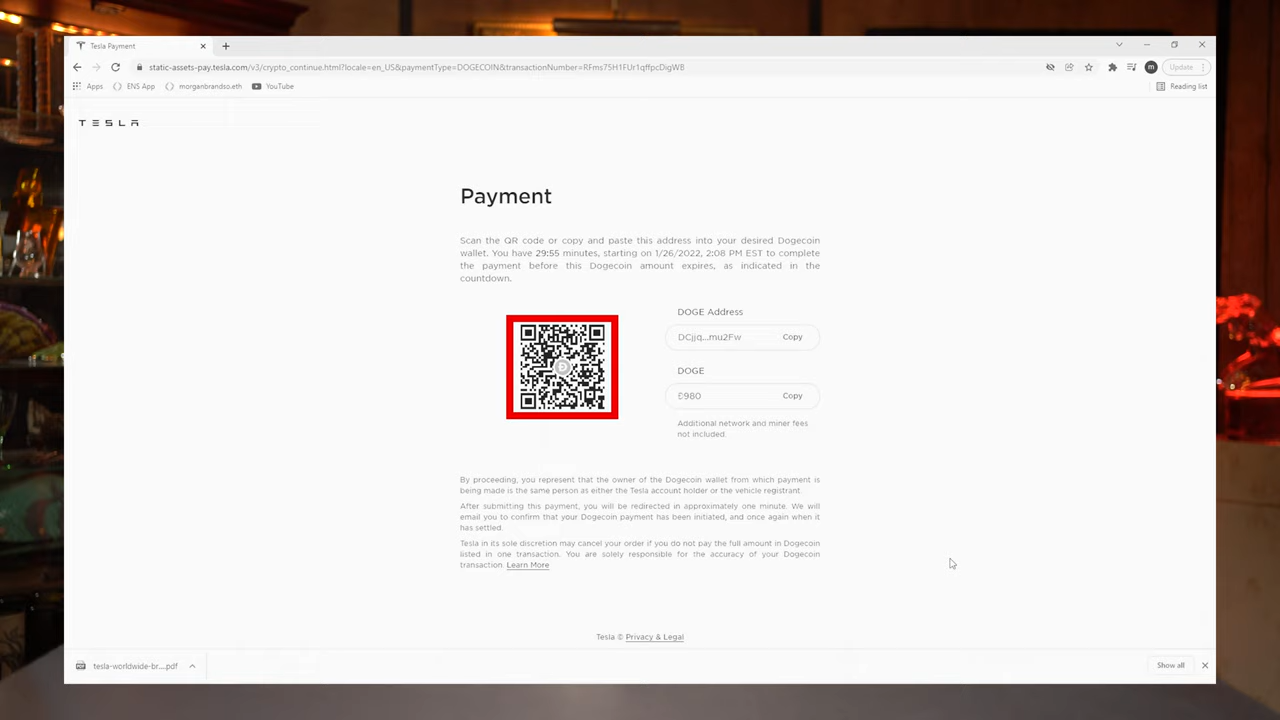 Tesla Payment
static-assets-pay.tesla.com/v3/crypto_continue.html?locale=en_US&paymentType=DOGECOIN&transactionNumber=RFms75H1FUr1qffpcDigW8
Update
Apps ENS App morganbrandso.eth YouTube Reading list
TESLA
Payment
Scan the QR code or copy and paste this address into your desired Dogecoin
wallet. You have 29:55 minutes, starting on 1/26/2022, 2:08 PM EST to complete
the payment before this Dogecoin amount expires, as indicated in the
countdown.
DOGE Address
DCjjq...mu2Fw Copy
DOGE
Copy
Additional network and miner fees
not included.
By proceeding, you represent that the owner of the Dogecoin wallet from which payment is
being made is the same person as either the Tesla account holder or the vehicle registrant.
After submitting this payment, you will be redirected in approximately one minute. We will
email you to confirm that your Dogecoin payment has been initiated, and once again when it
has settled.
Tesla in its sole discretion may cancel your order if you do not pay the full amount in Dogecoin
listed in one transaction. You are solely responsible for the accuracy of your Dogecoin
transaction. Learn More
Tesla © Privacy & Legal
tesla-worldwide-br....pdf Show all